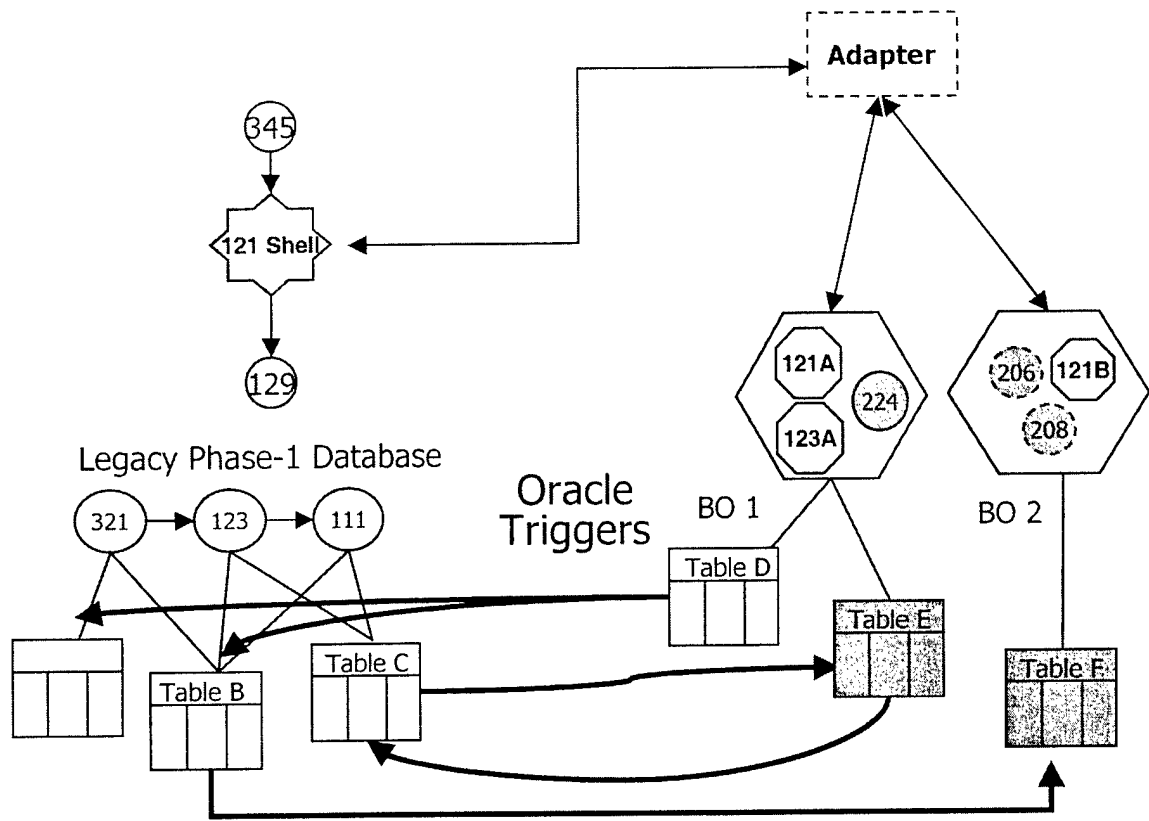 Adapter
345
121 Shell
129
121A
224
123A
206
121B
208
Legacy Phase-1 Database
321
123
111
Oracle
Triggers
BO 1
BO 2
Table D
Table E
Table C
Table B
Table F